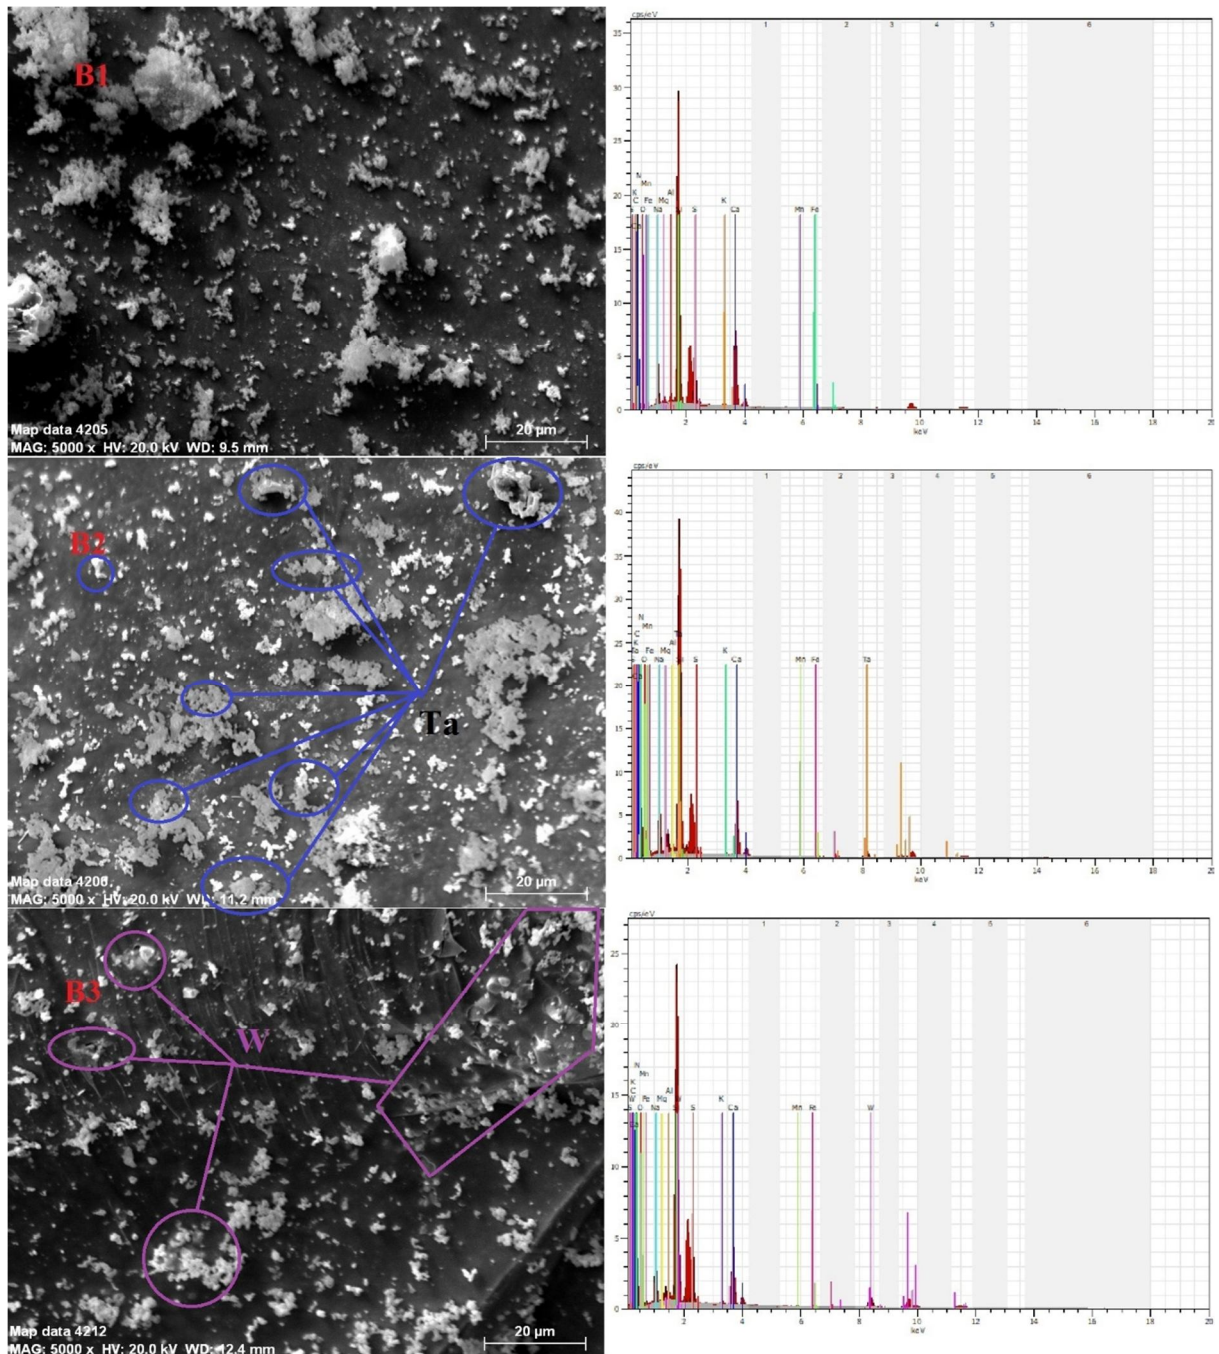 B1
Map data 4205
MAG: 5000 x HV: 20.0 kV WD: 9.5 mm
20 µm
cps/eV
1 2 3 4 5 6
35
30
25
20
15
10
5
0
N
Mn
K Al
C Fe Mg
O Na S K Ca Mn Fe
2 4 6 8 10 12 14 16 18 20
keV
B2
Ta
Map data 4206
MAG: 5000 x HV: 20.0 kV WD: 11.2 mm
20 µm
cps/eV
1 2 3 4 5 6
40
30
25
20
15
10
5
0
N
Mn
C Ta
K Al K
Fe Mg
O Na S Ca Mn Fe Ta
2 4 6 8 10 12 14 16 18 20
keV
B3
W
Map data 4212
MAG: 5000 x HV: 20.0 kV WD: 12.4 mm
20 µm
cps/eV
1 2 3 4 5 6
25
20
15
10
5
0
N
Mn
K
C Al
W Fe Mg K
O Na S Ca Mn Fe W
2 4 6 8 10 12 14 16 18 20
keV